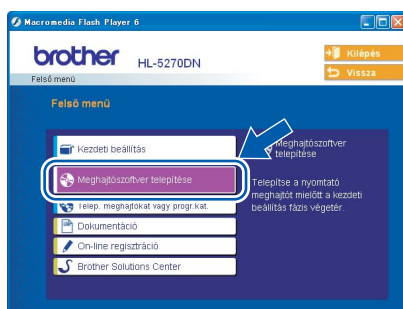 Macromedia Flash Player 6
brother HL-5270DN
Kilépés
Vissza
Felső menü
Felső menü
Kezdeti beállítás
Meghajtószoftver telepítése
Telep. meghajtókat vagy progr.kat.
Dokumentáció
On-line regisztráció
Brother Solutions Center
Meghajtószoftver
telepítése
Telepítse a nyomtató
meghajtót mielőtt a kezdeti
beállítás fázis végetér.